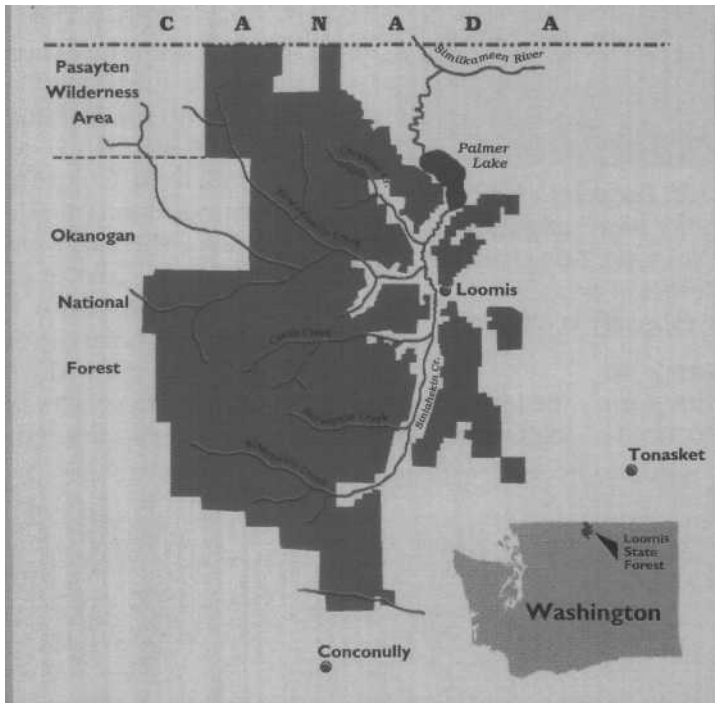 C A N A D A
Similkameen River
Pasayten
Wilderness
Area
Palmer
Lake
Okanogan
Loomis
National
Forest
Sinlahekin Cr.
Tonasket
Loomis
State
Forest
Washington
Conconully